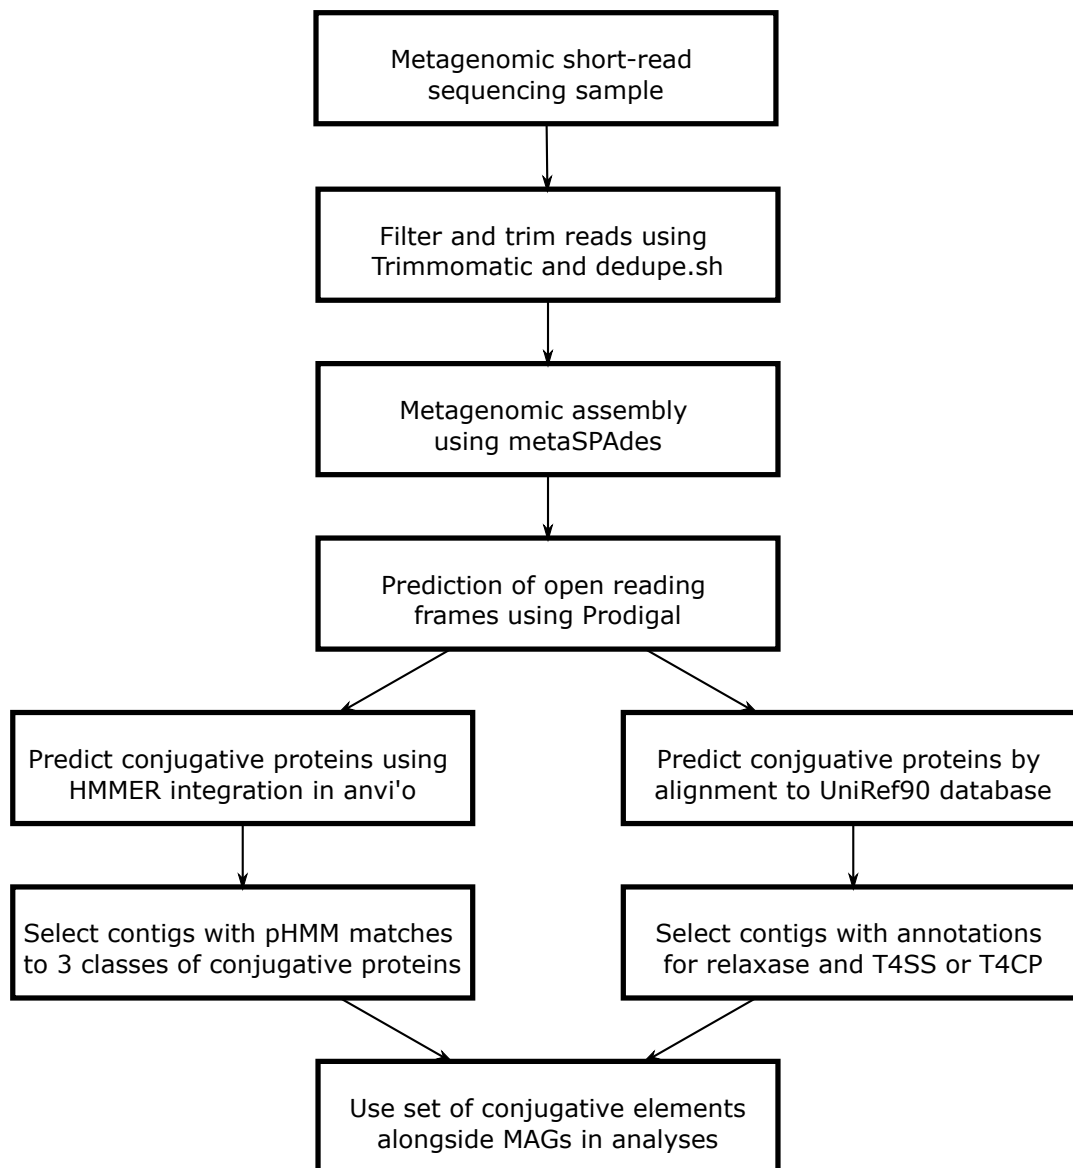 Metagenomic short-read
sequencing sample
Filter and trim reads using
Trimmomatic and dedupe.sh
Metagenomic assembly
using metaSPAdes
Prediction of open reading
frames using Prodigal
Predict conjugative proteins using
HMMER integration in anvi'o
Predict conjguative proteins by
alignment to UniRef90 database
Select contigs with pHMM matches
to 3 classes of conjugative proteins
Select contigs with annotations
for relaxase and T4SS or T4CP
Use set of conjugative elements
alongside MAGs in analyses